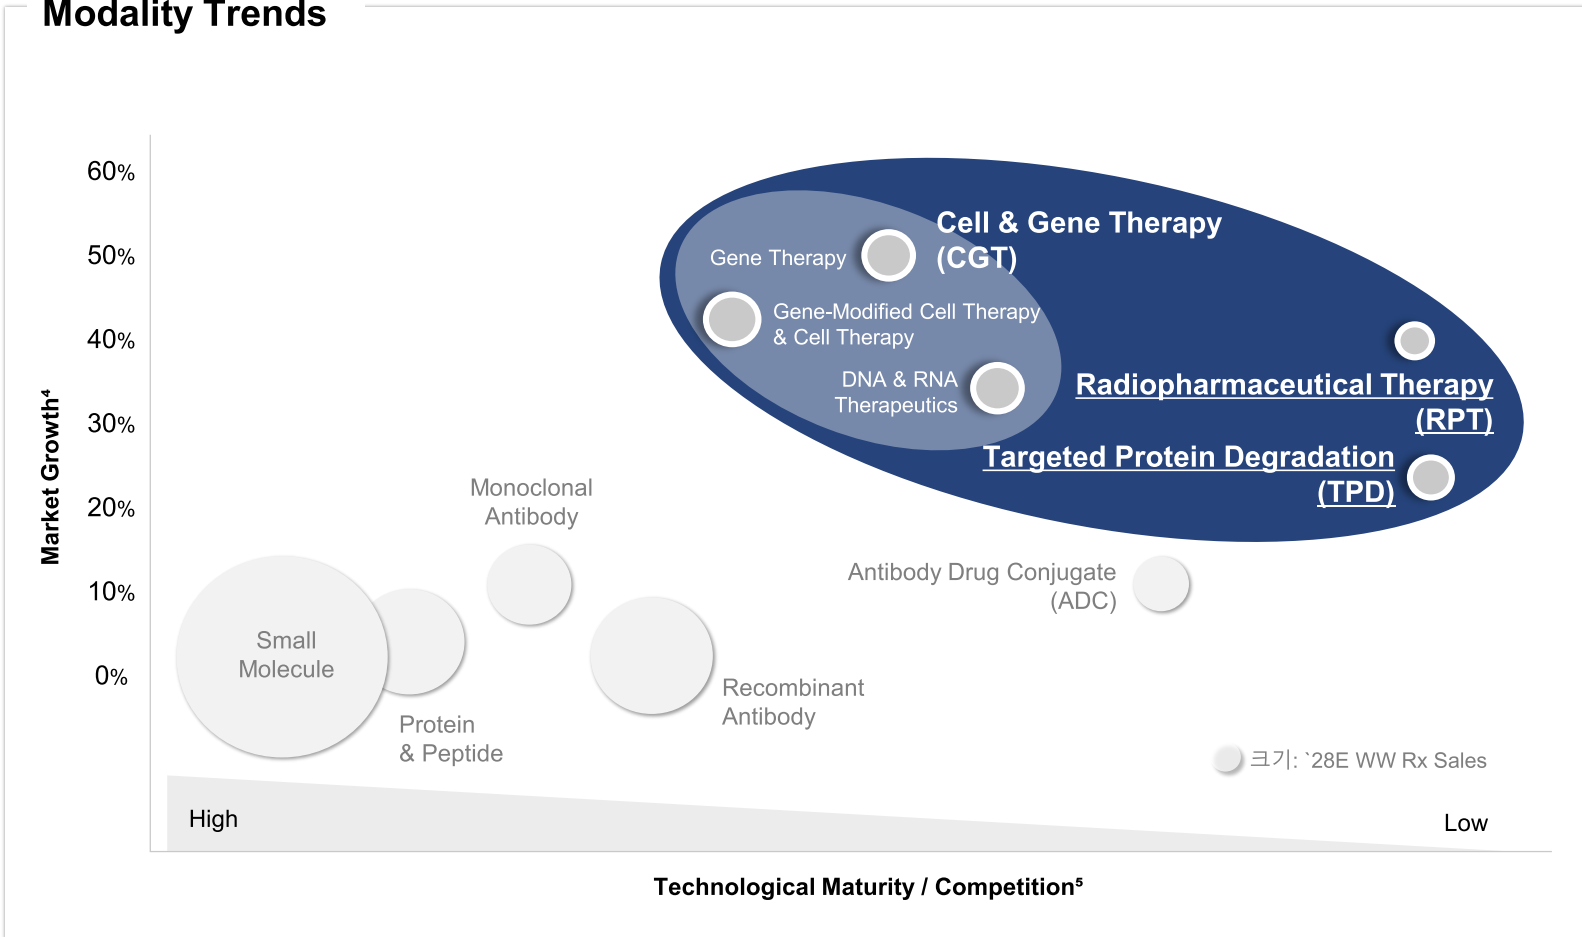 Modality Trends
60%
50%
40%
30%
20%
10%
0%
Market Growth⁴
Cell & Gene Therapy
(CGT)
Gene Therapy
Gene-Modified Cell Therapy
& Cell Therapy
DNA & RNA
Therapeutics
Radiopharmaceutical Therapy
(RPT)
Targeted Protein Degradation
(TPD)
Monoclonal
Antibody
Antibody Drug Conjugate
(ADC)
Small
Molecule
Recombinant
Antibody
Protein
& Peptide
크기: `28E WW Rx Sales
High
Low
Technological Maturity / Competition⁵